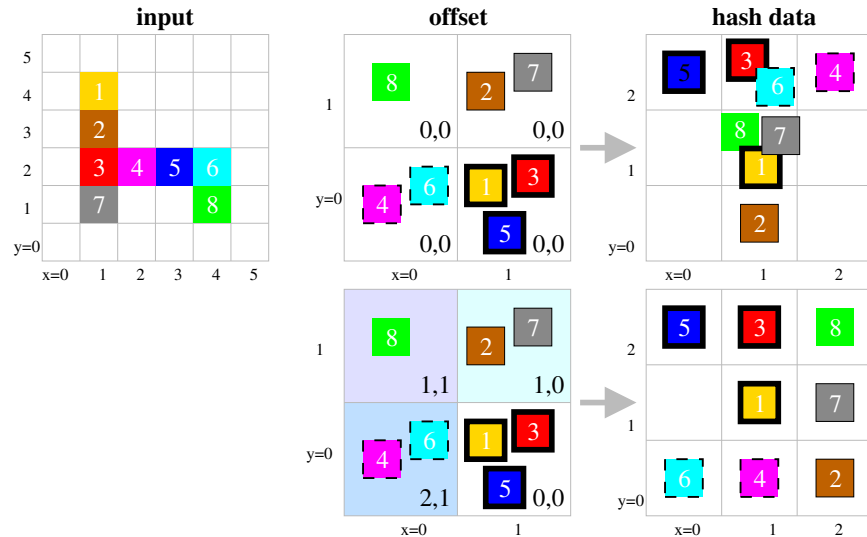 input offset hash data
5
4 1
3 2
2 3 4 5 6
1 7 8
y=0
x=0 1 2 3 4 5
8 2 7
1 0,0 0,0
y=0 4 6 1 3 5
0,0 0,0
x=0 1
5 3 6 4
2
8 7
1 1
2
y=0
x=0 1 2
8 2 7
1
1,1 1,0
4 6 1 3 5
y=0
2,1 0,0
x=0 1
5 3 8
2
1 7
1
6 4 2
y=0
x=0 1 2